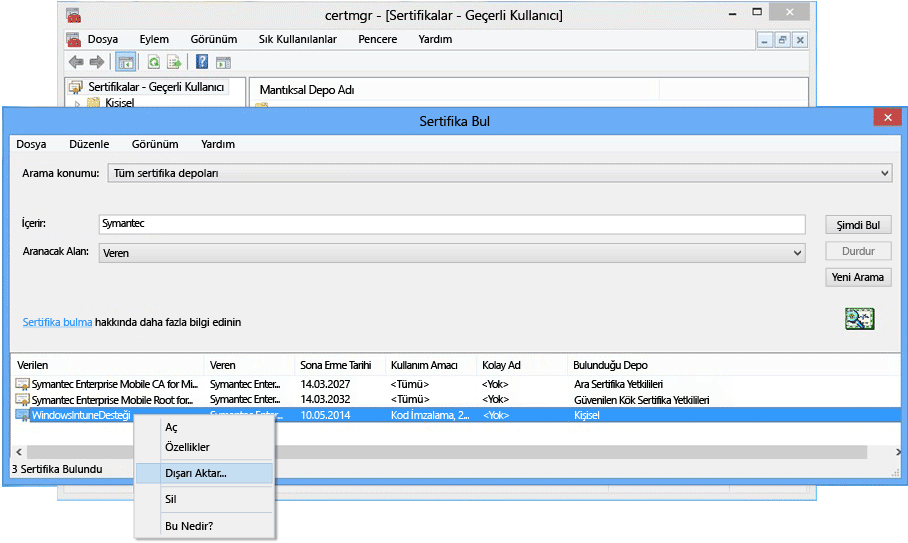 certmgr - [Sertifikalar - Geçerli Kullanıcı]
Dosya Eylem Görünüm Sık Kullanılanlar Pencere Yardım
Sertifikalar - Geçerli Kullanıcı
Mantıksal Depo Adı
Kişisel
Sertifika Bul
Dosya Düzenle Görünüm Yardım
Arama konumu: Tüm sertifika depoları
İçerir: Symantec
Şimdi Bul
Aranacak Alan: Veren
Durdur
Yeni Arama
Sertifika bulma hakkında daha fazla bilgi edinin
Verilen Veren Sona Erme Tarihi Kullanım Amacı Kolay Ad Bulunduğu Depo
Symantec Enterprise Mobile CA for Mi... Symantec Enter... 14.03.2027 <Tümü> <Yok> Ara Sertifika Yetkilileri
Symantec Enterprise Mobile Root for... Symantec Enter... 14.03.2032 <Tümü> <Yok> Güvenilen Kök Sertifika Yetkilileri
WindowsIntuneDesteği Symantec Enter... 10.05.2014 Kod İmzalama, 2... <Yok> Kişisel
Aç
Özellikler
3 Sertifika Bulundu
Dışarı Aktar...
Sil
Bu Nedir?